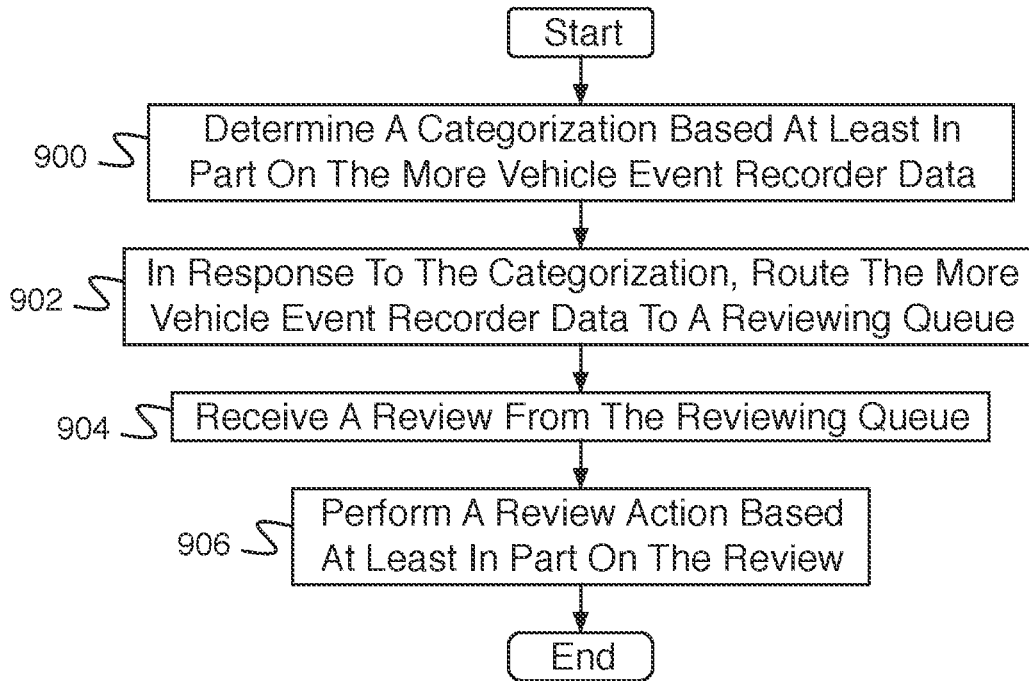 Start
900
Determine A Categorization Based At Least In
Part On The More Vehicle Event Recorder Data
902
In Response To The Categorization, Route The More
Vehicle Event Recorder Data To A Reviewing Queue
904
Receive A Review From The Reviewing Queue
906
Perform A Review Action Based
At Least In Part On The Review
End